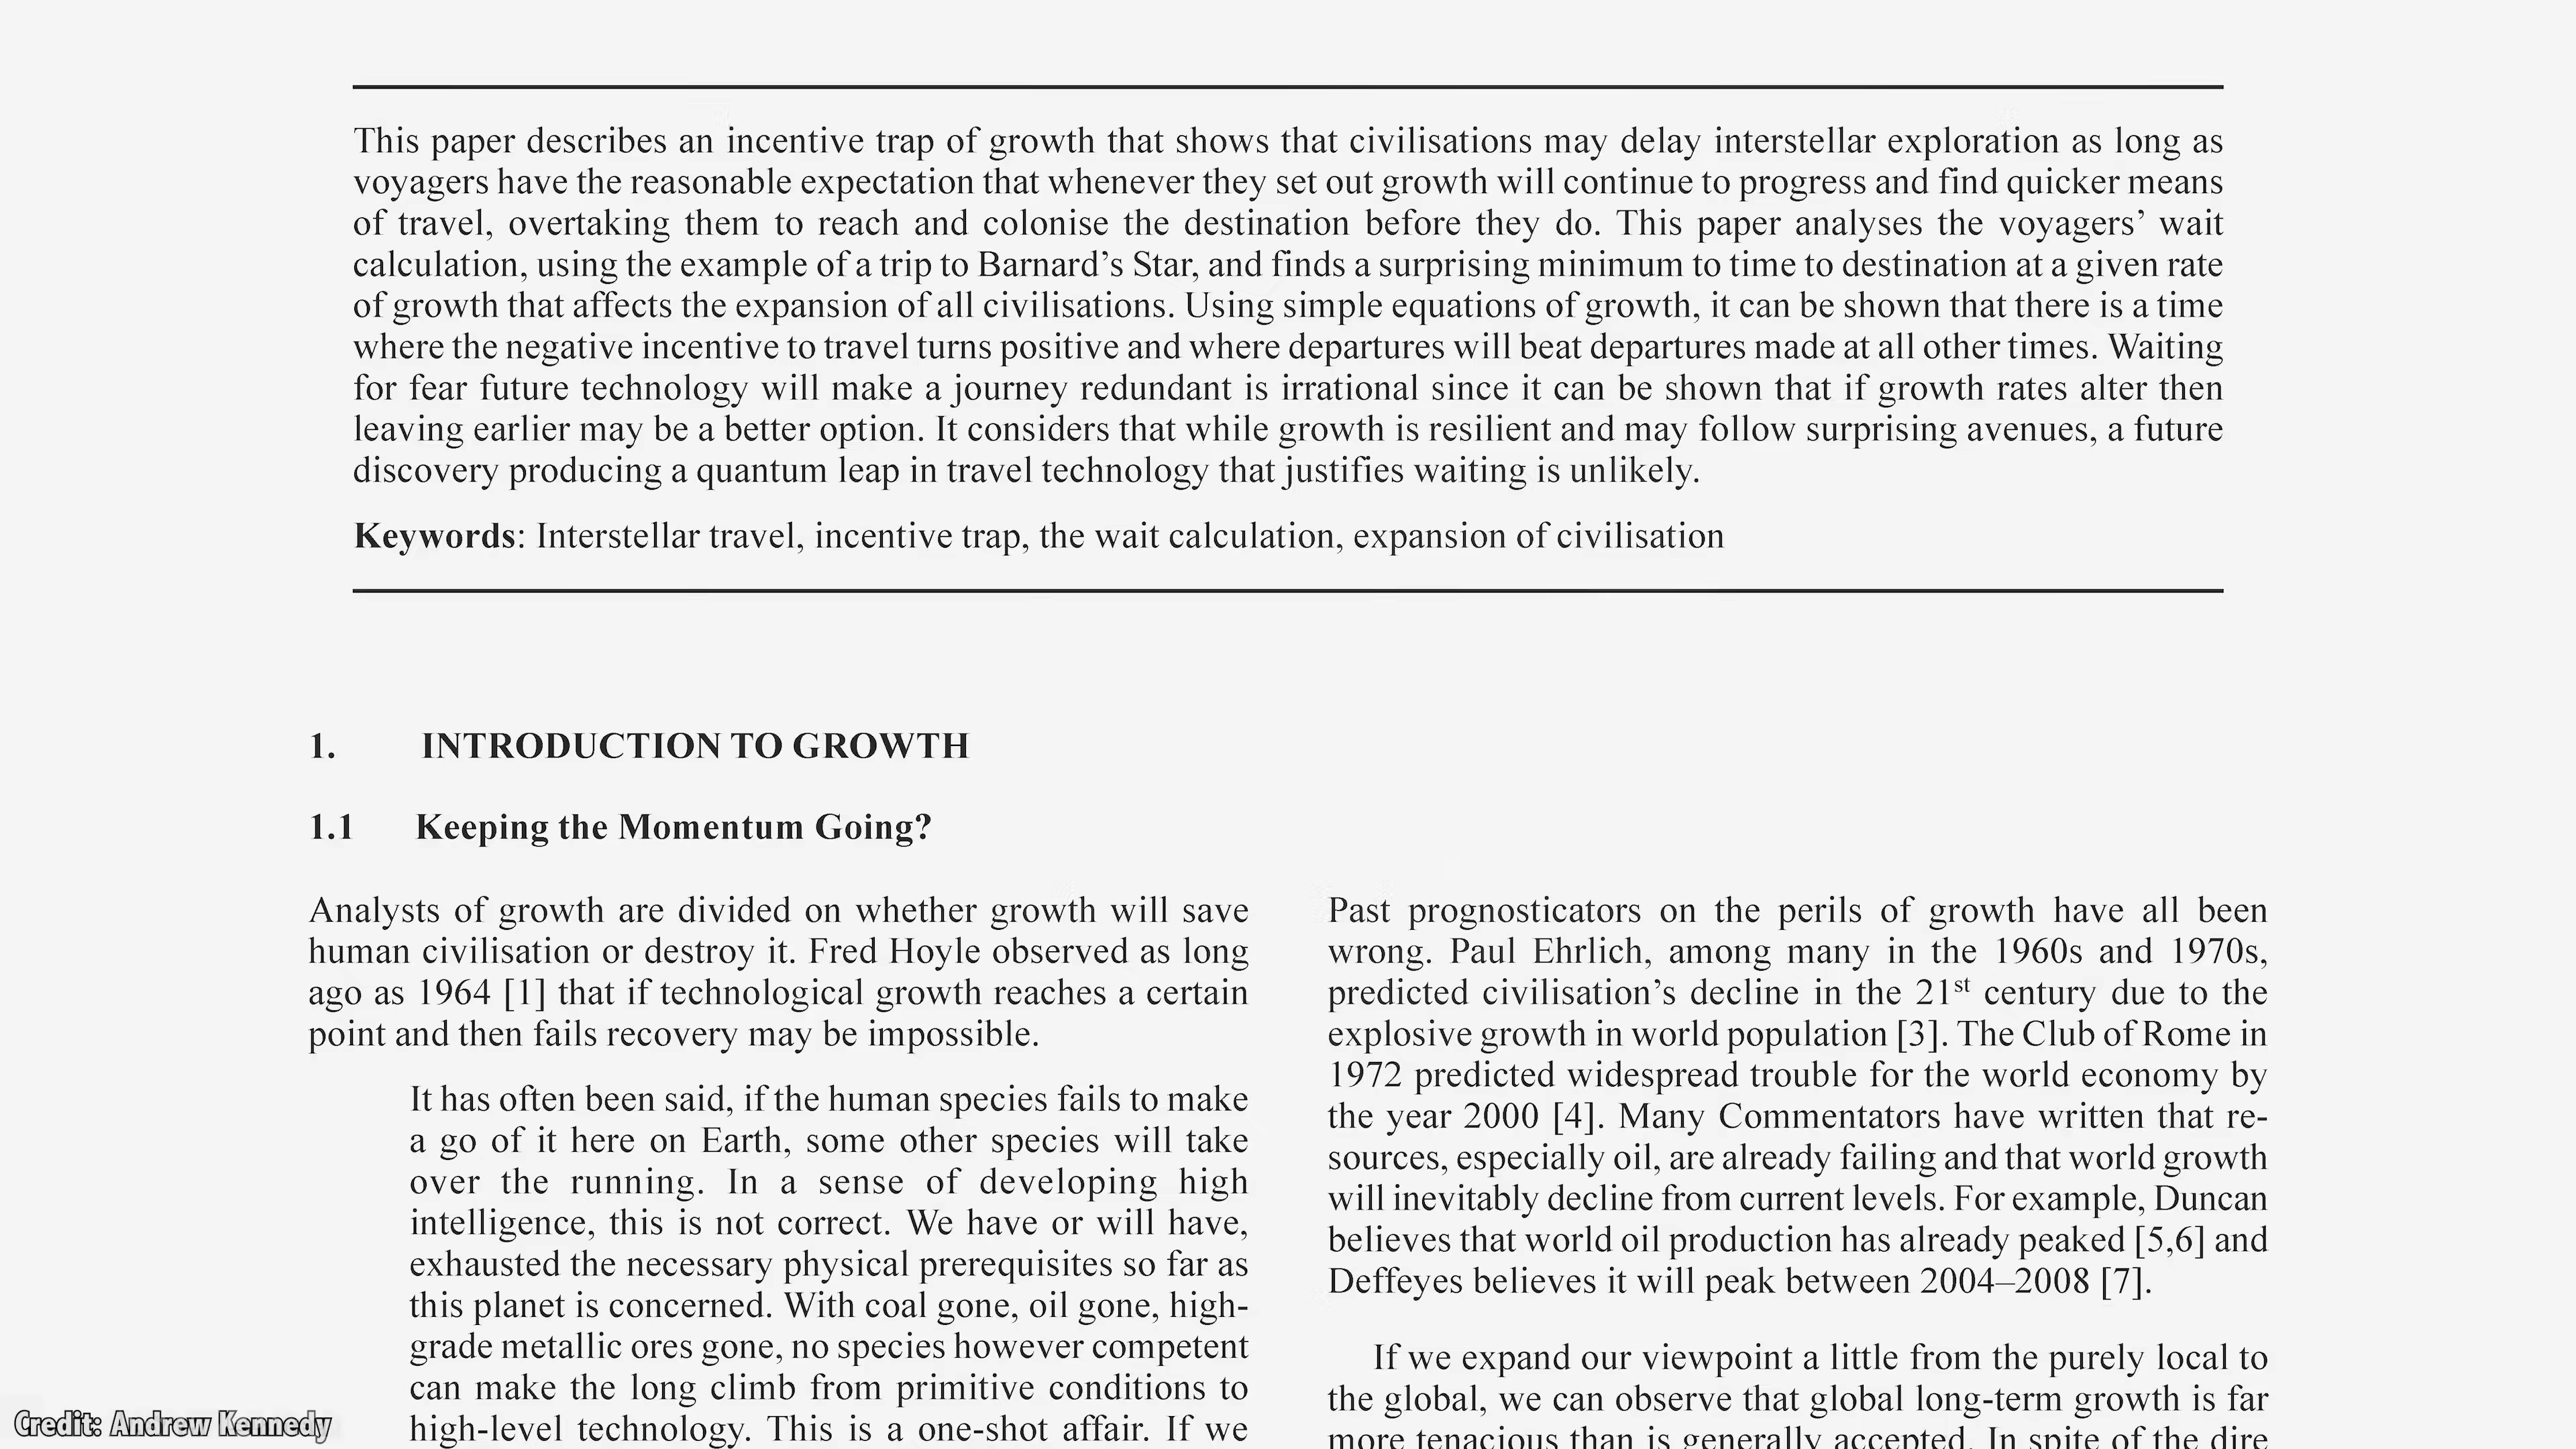 This paper describes an incentive trap of growth that shows that civilisations may delay interstellar exploration as long as
voyagers have the reasonable expectation that whenever they set out growth will continue to progress and find quicker means
of travel, overtaking them to reach and colonise the destination before they do. This paper analyses the voyagers’ wait
calculation, using the example of a trip to Barnard’s Star, and finds a surprising minimum to time to destination at a given rate
of growth that affects the expansion of all civilisations. Using simple equations of growth, it can be shown that there is a time
where the negative incentive to travel turns positive and where departures will beat departures made at all other times. Waiting
for fear future technology will make a journey redundant is irrational since it can be shown that if growth rates alter then
leaving earlier may be a better option. It considers that while growth is resilient and may follow surprising avenues, a future
discovery producing a quantum leap in travel technology that justifies waiting is unlikely.
Keywords: Interstellar travel, incentive trap, the wait calculation, expansion of civilisation
1. INTRODUCTION TO GROWTH
1.1 Keeping the Momentum Going?
Analysts of growth are divided on whether growth will save
human civilisation or destroy it. Fred Hoyle observed as long
ago as 1964 [1] that if technological growth reaches a certain
point and then fails recovery may be impossible.
It has often been said, if the human species fails to make
a go of it here on Earth, some other species will take
over the running. In a sense of developing high
intelligence, this is not correct. We have or will have,
exhausted the necessary physical prerequisites so far as
this planet is concerned. With coal gone, oil gone, high-
grade metallic ores gone, no species however competent
can make the long climb from primitive conditions to
high-level technology. This is a one-shot affair. If we
Past prognosticators on the perils of growth have all been
wrong. Paul Ehrlich, among many in the 1960s and 1970s,
predicted civilisation’s decline in the 21st century due to the
explosive growth in world population [3]. The Club of Rome in
1972 predicted widespread trouble for the world economy by
the year 2000 [4]. Many Commentators have written that re-
sources, especially oil, are already failing and that world growth
will inevitably decline from current levels. For example, Duncan
believes that world oil production has already peaked [5,6] and
Deffeyes believes it will peak between 2004–2008 [7].
If we expand our viewpoint a little from the purely local to
the global, we can observe that global long-term growth is far
more tenacious than is generally accepted. In spite of the dire
Credit: Andrew Kennedy